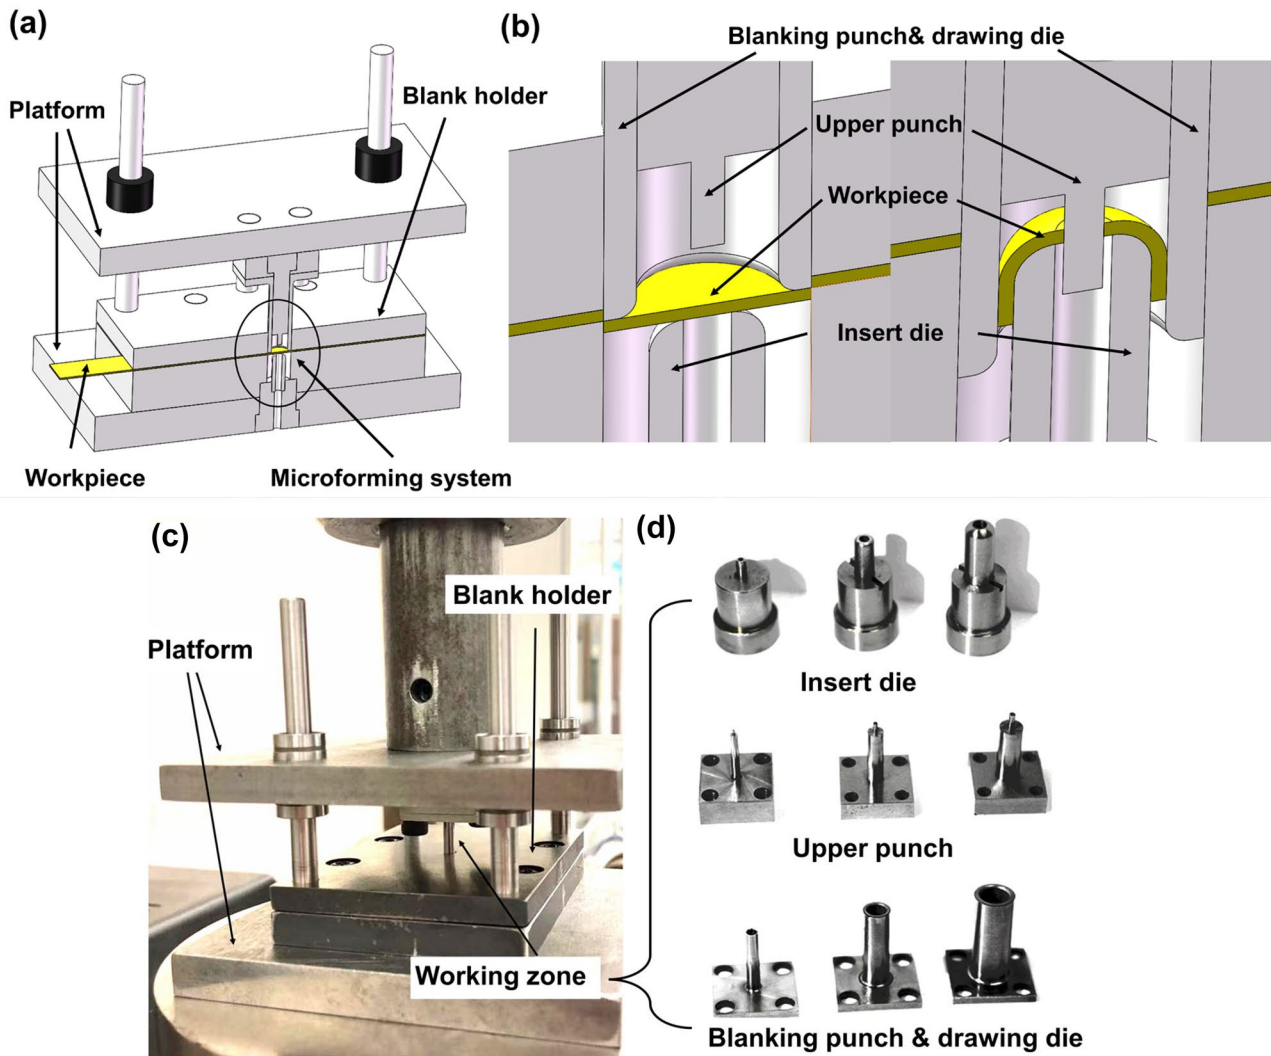 (a)
Platform
Blank holder
Workpiece
Microforming system
(b)
Blanking punch& drawing die
Upper punch
Workpiece
Insert die
(c)
Blank holder
Platform
Working zone
(d)
Insert die
Upper punch
Blanking punch & drawing die